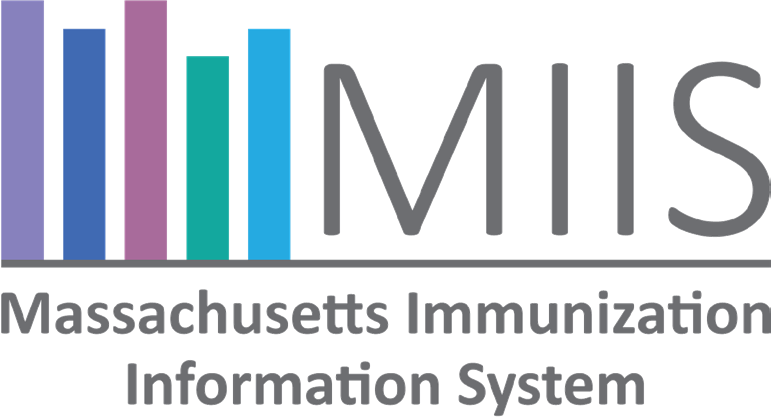 MIIS
Massachusetts Immunization
Information System